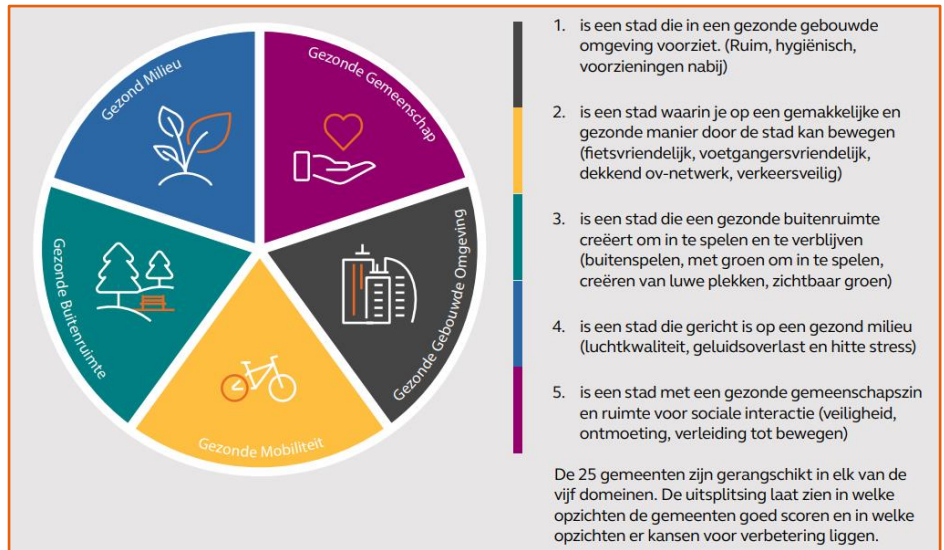 Gezond Milieu
Gezonde Gemeenschap
Gezonde Buitenruimte
Gezonde Gebouwde Omgeving
Gezonde Mobiliteit
1. is een stad die in een gezonde gebouwde
omgeving voorziet. (Ruim, hygiënisch,
voorzieningen nabij)
2. is een stad waarin je op een gemakkelijke en
gezonde manier door de stad kan bewegen
(fietsvriendelijk, voetgangersvriendelijk,
dekkend ov-netwerk, verkeersveilig)
3. is een stad die een gezonde buitenruimte
creëert om in te spelen en te verblijven
(buitenspelen, met groen om in te spelen,
creëren van luwe plekken, zichtbaar groen)
4. is een stad die gericht is op een gezond milieu
(luchtkwaliteit, geluidsoverlast en hitte stress)
5. is een stad met een gezonde gemeenschapszin
en ruimte voor sociale interactie (veiligheid,
ontmoeting, verleiding tot bewegen)
De 25 gemeenten zijn gerangschikt in elk van de
vijf domeinen. De uitsplitsing laat zien in welke
opzichten de gemeenten goed scoren en in welke
opzichten er kansen voor verbetering liggen.